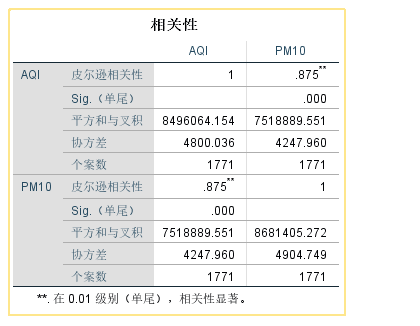 相关性
AQI PM10
AQI 皮尔逊相关性 1 .875**
Sig.（单尾） .000
平方和与叉积 8496064.154 7518889.551
协方差 4800.036 4247.960
个案数 1771 1771
PM10 皮尔逊相关性 .875** 1
Sig.（单尾） .000
平方和与叉积 7518889.551 8681405.272
协方差 4247.960 4904.749
个案数 1771 1771
**. 在 0.01 级别（单尾），相关性显著。